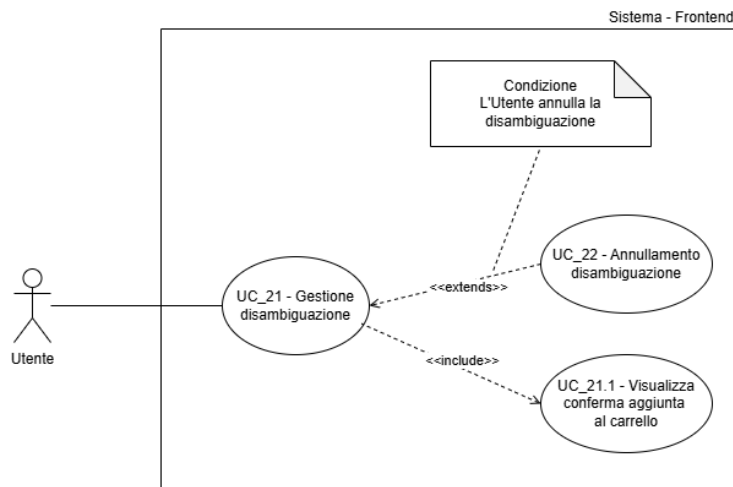 Sistema - Frontend
Condizione
L'Utente annulla la
disambiguazione
UC_22 - Annullamento
disambiguazione
UC_21 - Gestione
disambiguazione
<<extends>>
Utente
<<include>>
UC_21.1 - Visualizza
conferma aggiunta
al carrello